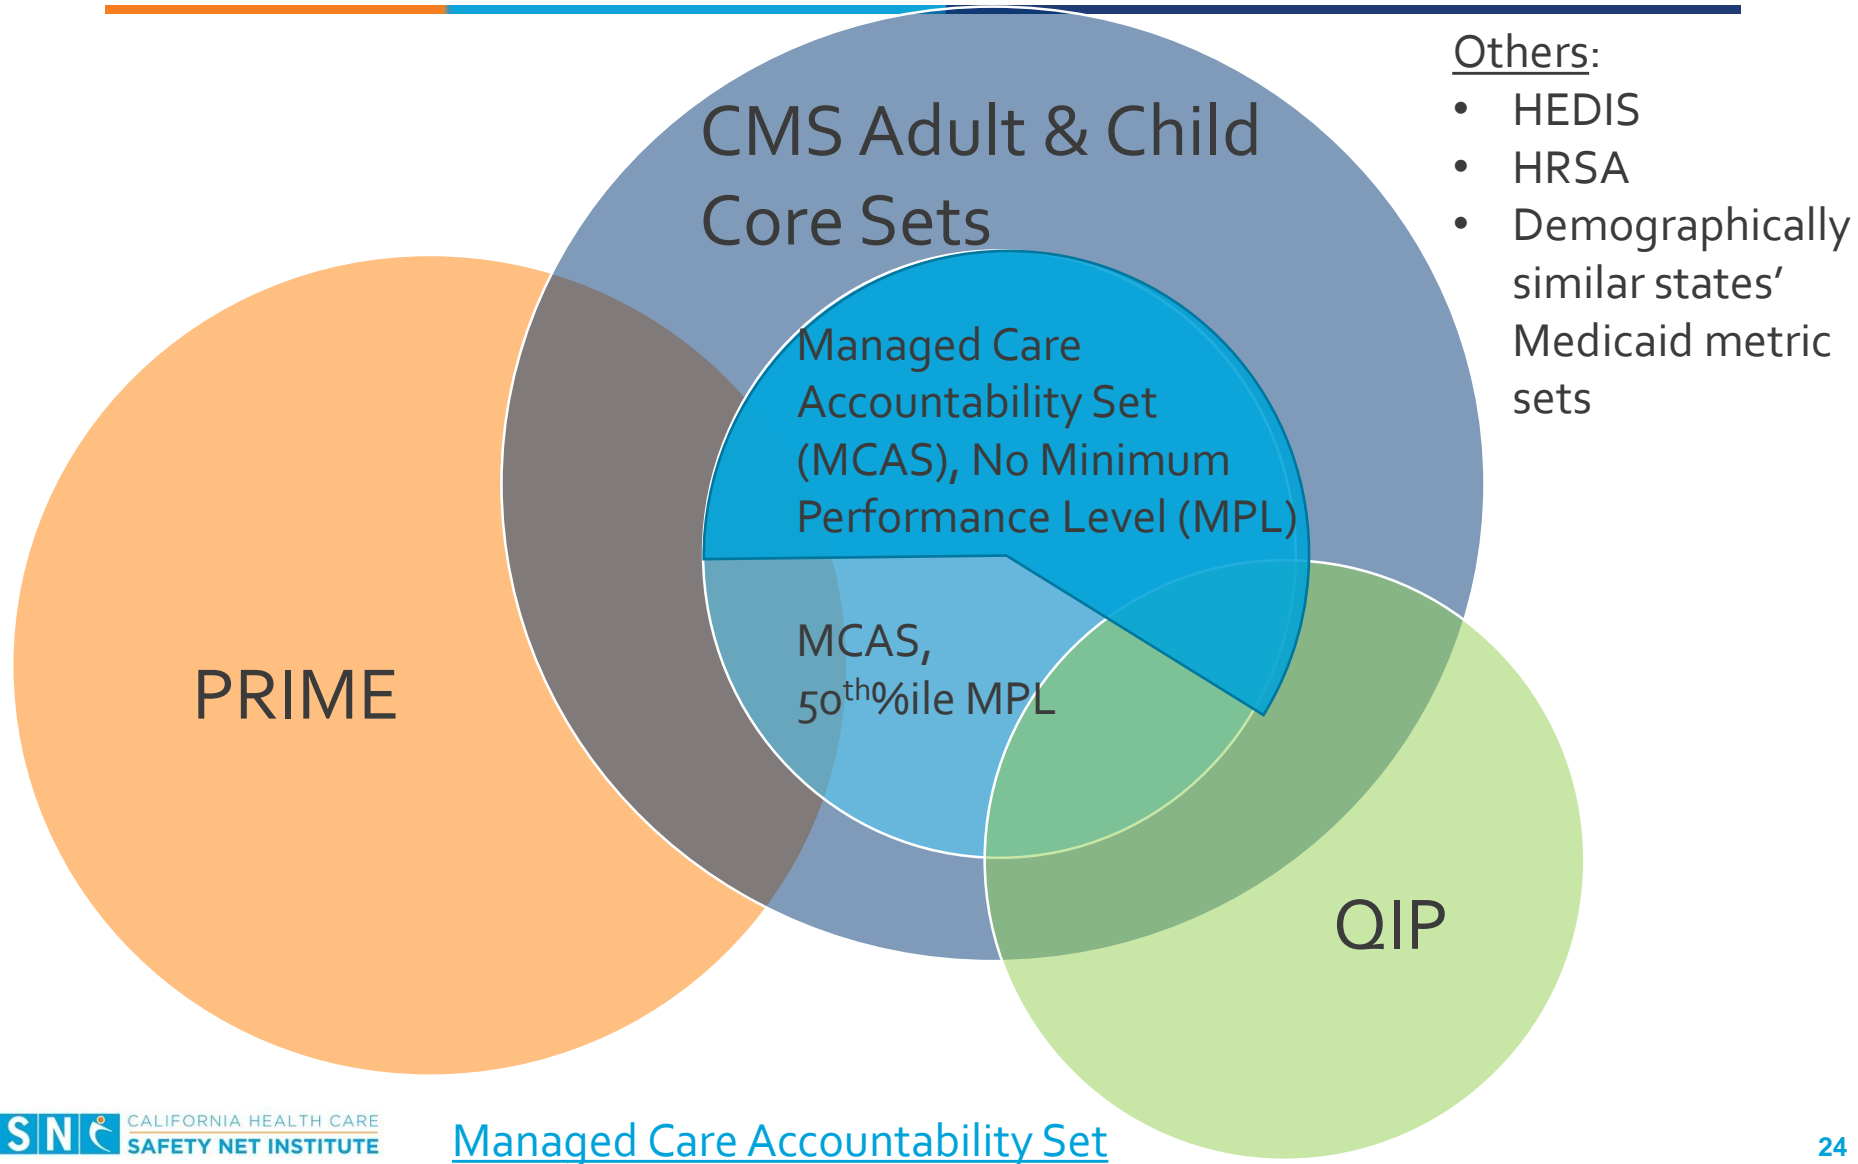 CMS Adult & Child
Core Sets
Others:
• HEDIS
• HRSA
• Demographically
similar states’
Medicaid metric
sets
Managed Care
Accountability Set
(MCAS), No Minimum
Performance Level (MPL)
MCAS,
50th%ile MPL
PRIME
QIP
SNI CALIFORNIA HEALTH CARE
SAFETY NET INSTITUTE
Managed Care Accountability Set
24